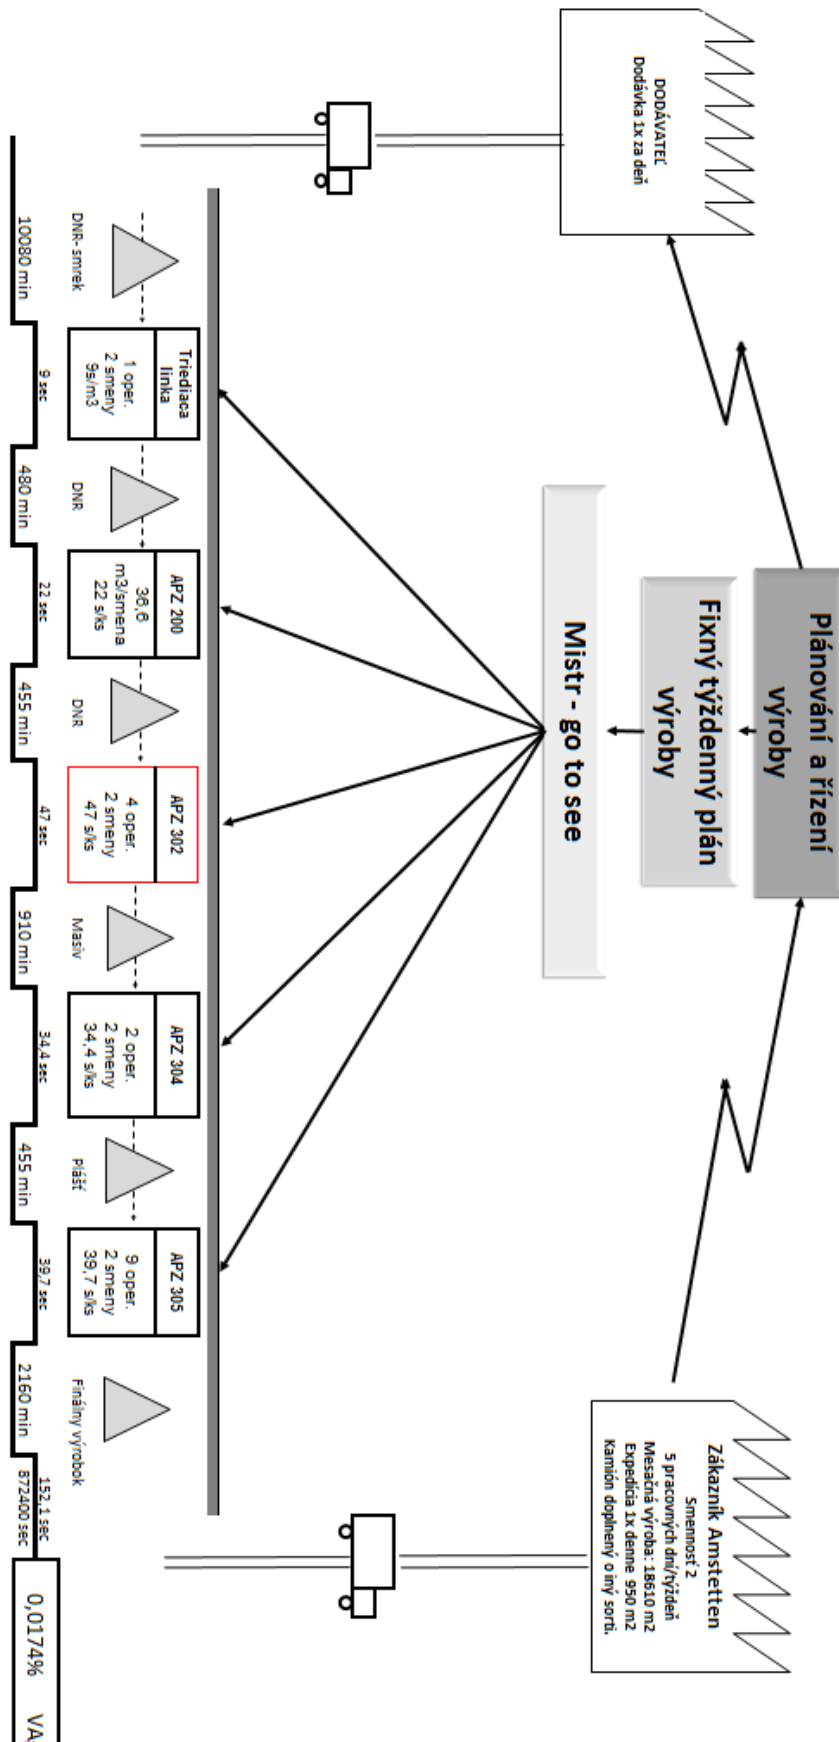 DODÁVATEĽ
Dodávka 1x za deň
Plánování a řízení
výroby
Fixný týždenný plán
výroby
Mistr - go to see
Zákazník Amstetten
Smennosť 2
5 pracovných dní/týždeň
Mesačná výroba: 18610 m2
Expedícia 1x denne 950 m2
Kamión doplnený o iný sorti.
Triediaca
linka
1 oper.
2 smeny
9s/m3
APZ 200
36,6
m3/smena
22 s/ks
APZ 302
4 oper.
2 smeny
47 s/ks
APZ 304
2 oper.
2 smeny
34,4 s/ks
APZ 305
9 oper.
2 smeny
39,7 s/ks
DNR- smrek
DNR
DNR
Masiv
Plášť
Finálny výrobok
10080 min
9 sec
480 min
22 sec
455 min
47 sec
910 min
34,4 sec
455 min
39,7 sec
2160 min
152,1 sec
872400 sec
0,0174% VA